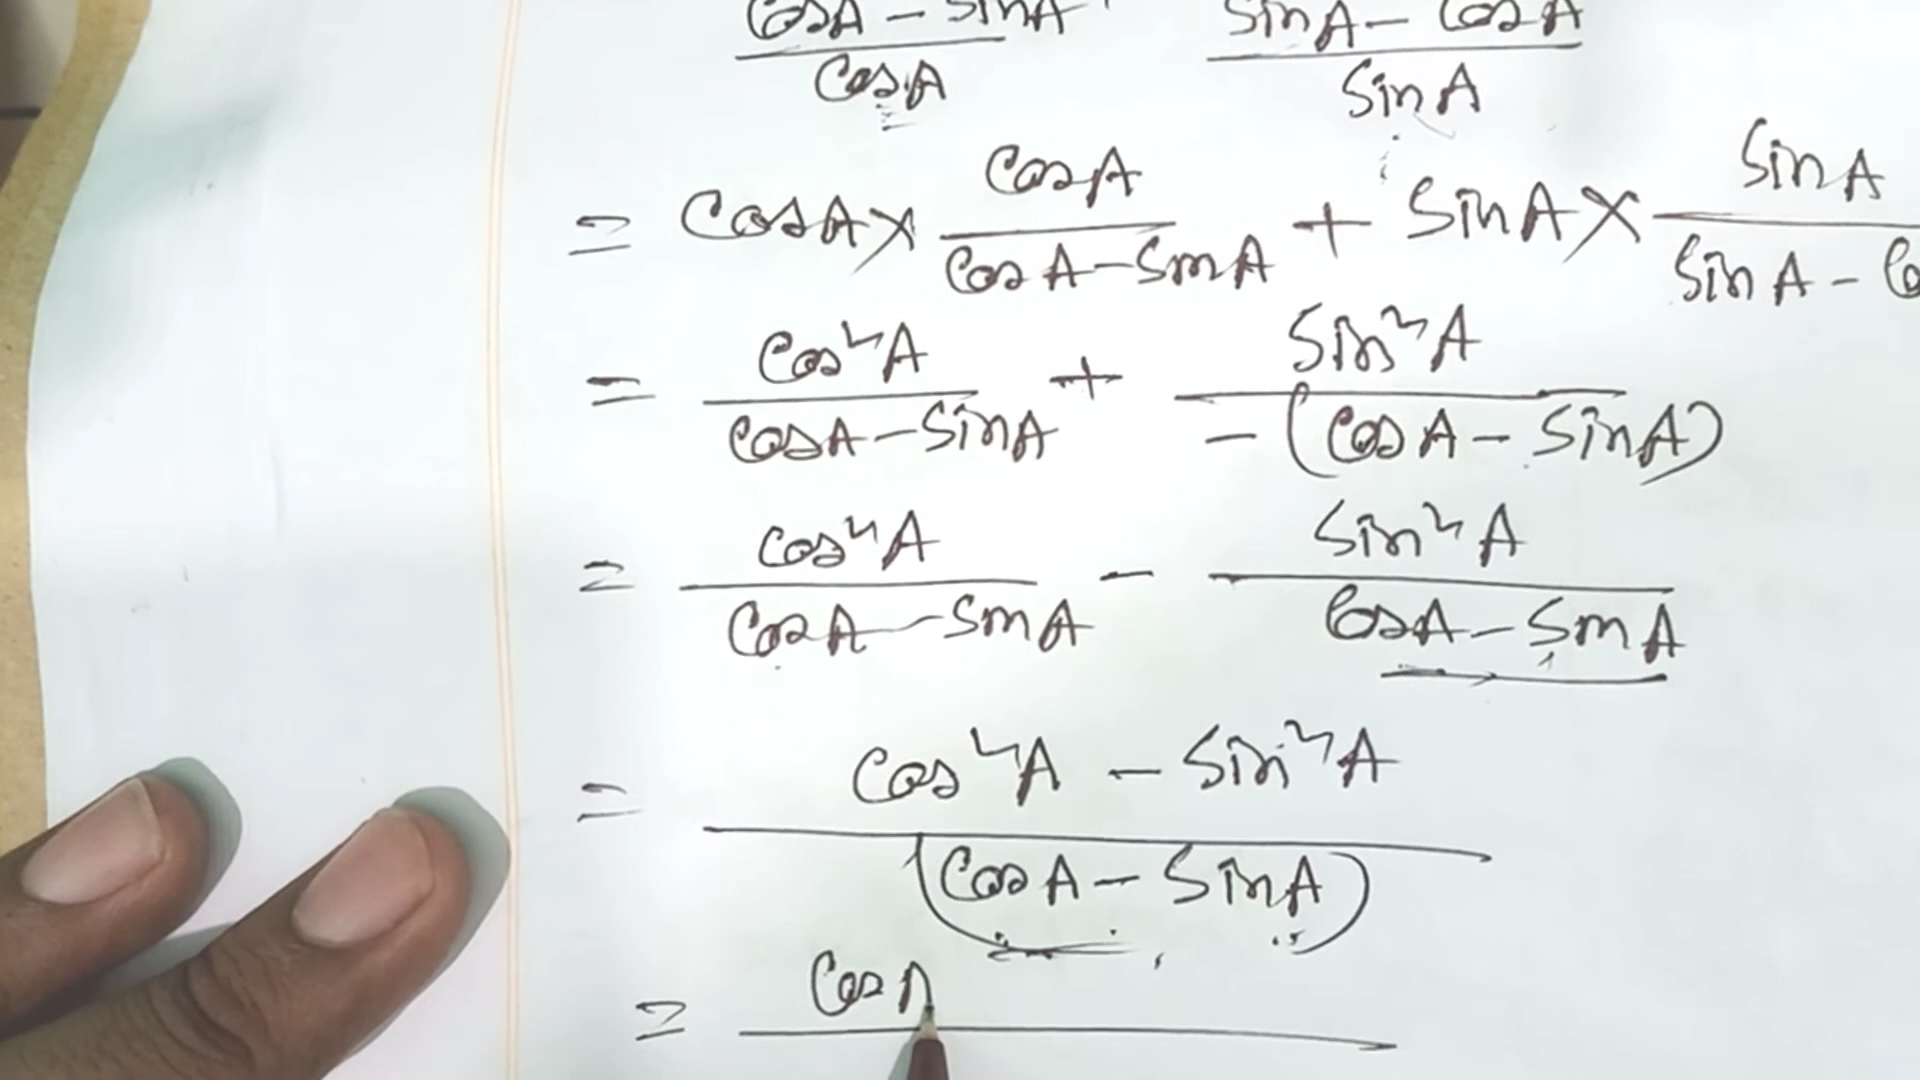 CosA - SinA   SinA - CosA
CosA   SinA
CosA   SinA
= CosA × + SinA ×
CosA - SinA   SinA - Co
Cos²A   Sin²A
= +
CosA - SinA   - (CosA - SinA)
Cos²A   Sin²A
= -
CosA - SinA   CosA - SinA
Cos²A - Sin²A
=
(CosA - SinA)
CosA
=